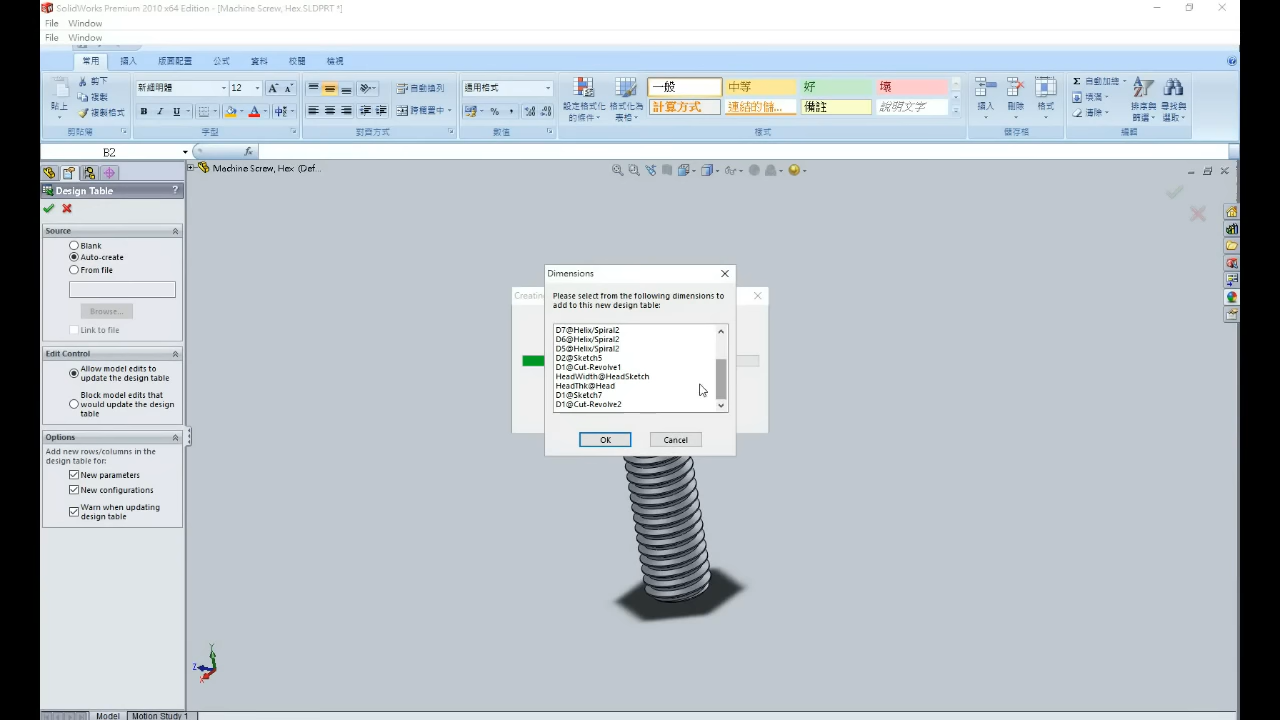 SolidWorks Premium 2010 x64 Edition - [Machine Screw, Hex.SLDPRT *]
File Window
File Window
常用 插入 版面配置 公式 資料 校閱 檢視
貼上 剪下 複製 複製格式
新細明體 12
自動換列
跨欄置中
通用格式
設定格式化的條件 格式化為表格
一般 中等 好 壞
計算方式 連結的儲... 備註 說明文字
插入 刪除 格式
自動加總 填滿 清除
排序與篩選 尋找與選取
剪貼簿 字型 對齊方式 數值 樣式 儲存格 編輯
B2 fx
Machine Screw, Hex (Def...
Design Table ?
Source
Blank
Auto-create
From file
Browse...
Link to file
Edit Control
Allow model edits to
update the design table
Block model edits that
would update the design
table
Options
Add new rows/columns in the
design table for:
New parameters
New configurations
Warn when updating
design table
Dimensions
Please select from the following dimensions to
add to this new design table:
D7@Helix/Spiral2
D6@Helix/Spiral2
D5@Helix/Spiral2
D2@Sketch5
D1@Cut-Revolve1
HeadWidth@HeadSketch
HeadThk@Head
D1@Sketch7
D1@Cut-Revolve2
OK Cancel
Y
Z
X
Model Motion Study 1